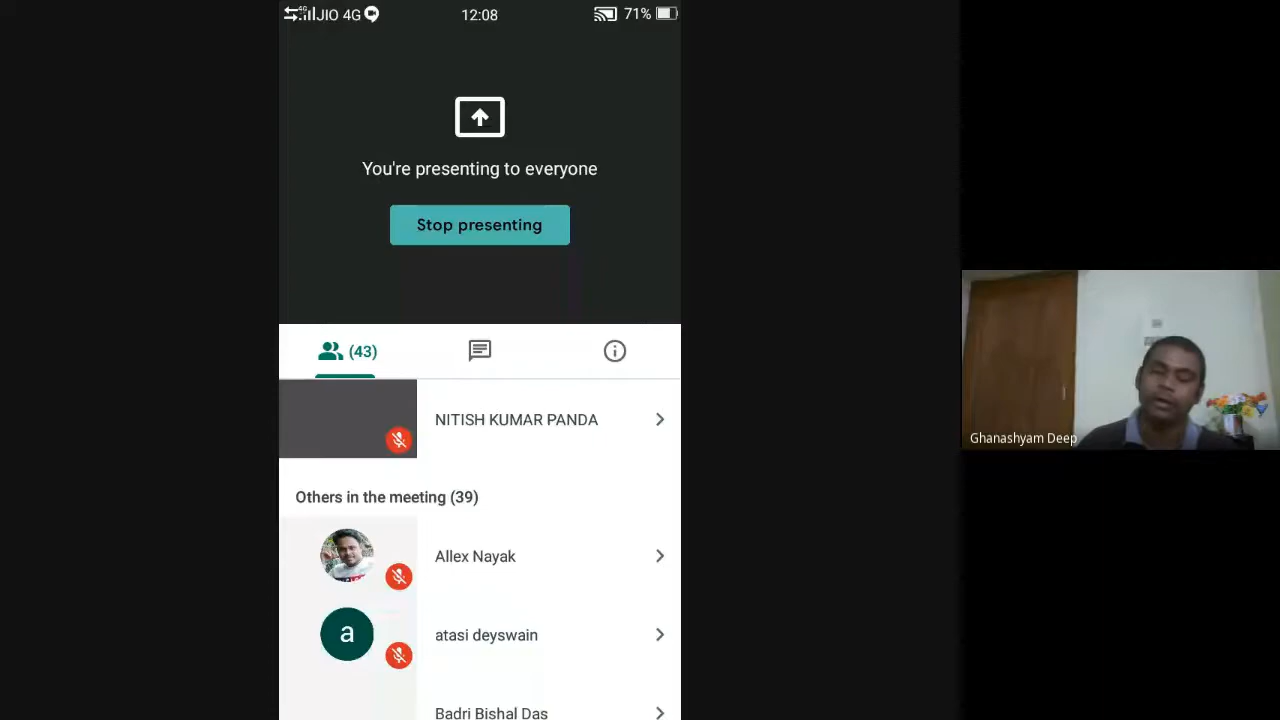 4G JIO 4G 12:08 71%
You're presenting to everyone
Stop presenting
(43)
NITISH KUMAR PANDA
Others in the meeting (39)
Allex Nayak
a
atasi deyswain
Badri Bishal Das
Ghanashyam Deep